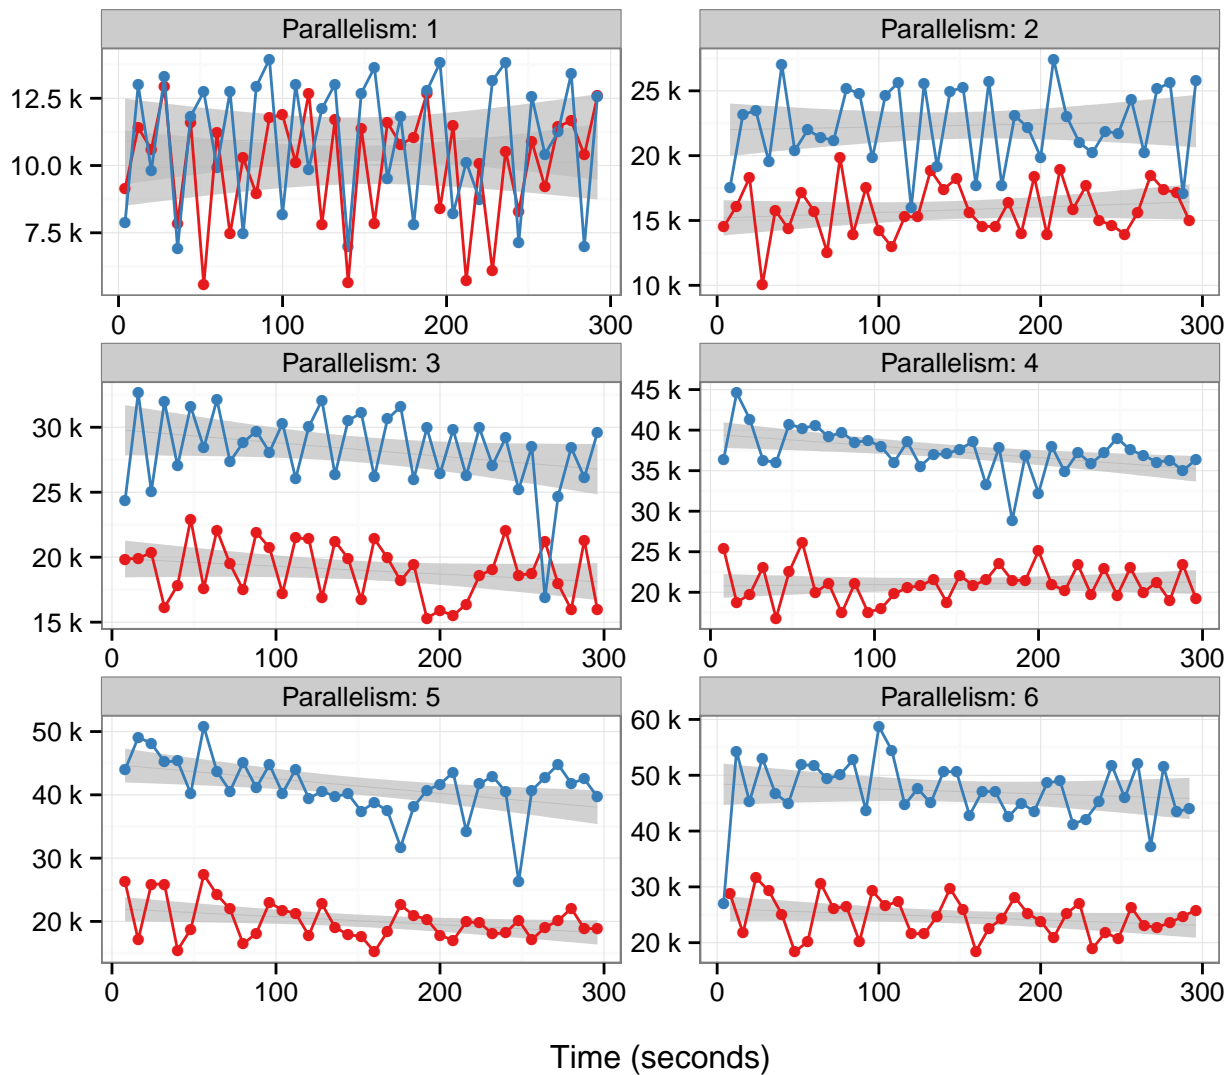 Parallelism: 1
Parallelism: 2
12.5 k
10.0 k
7.5 k
25 k
20 k
15 k
10 k
0 100 200 300
0 100 200 300
Parallelism: 3
Parallelism: 4
30 k
25 k
20 k
15 k
45 k
40 k
35 k
30 k
25 k
20 k
0 100 200 300
0 100 200 300
Parallelism: 5
Parallelism: 6
50 k
40 k
30 k
20 k
60 k
50 k
40 k
30 k
20 k
0 100 200 300
0 100 200 300
Time (seconds)